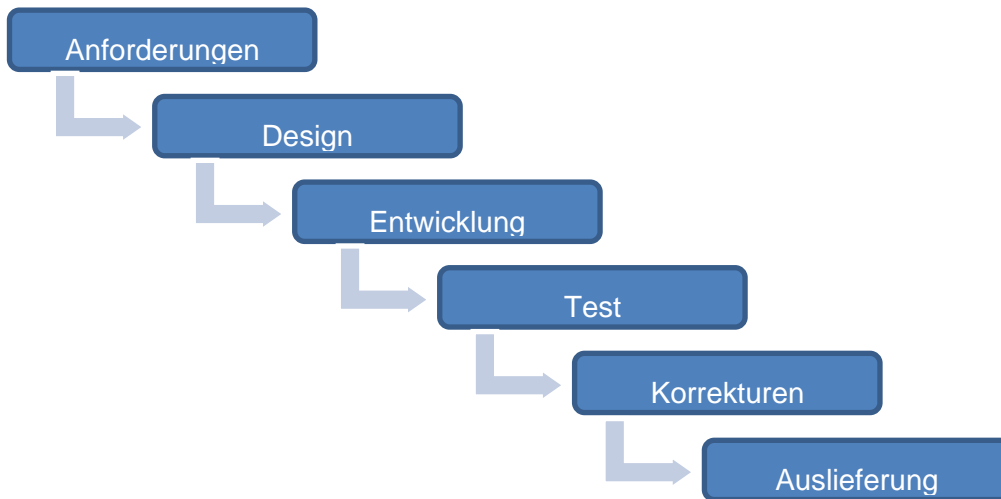 Anforderungen
Design
Entwicklung
Test
Korrekturen
Auslieferung